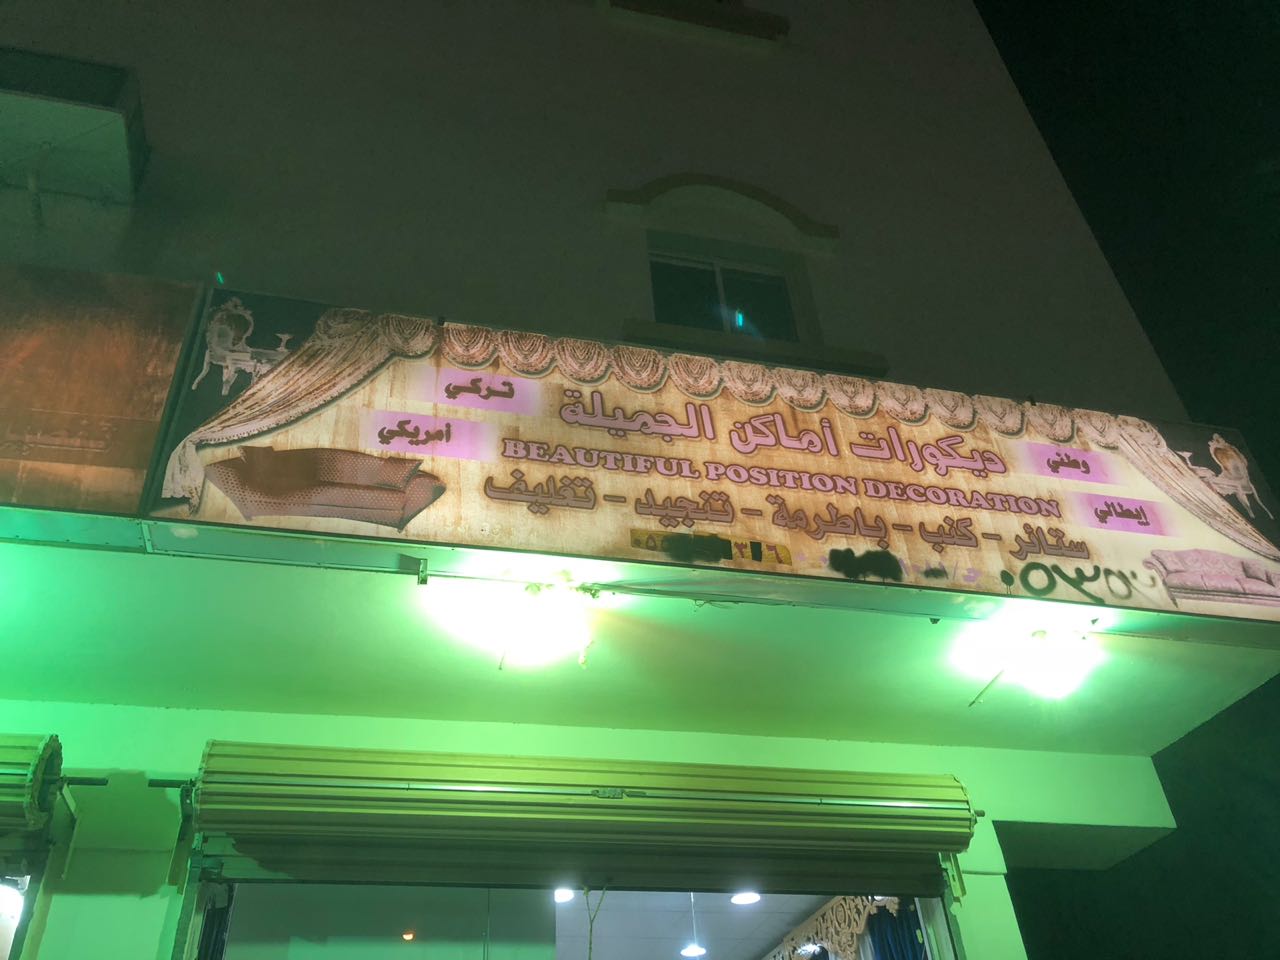 ديكورات أماكن الجميلة
BEAUTIFUL POSITION DECORATION
ستائر - كنب - باطرمة - تنجيد - تغليف
وطني
إيطالي
تركي
أمريكي